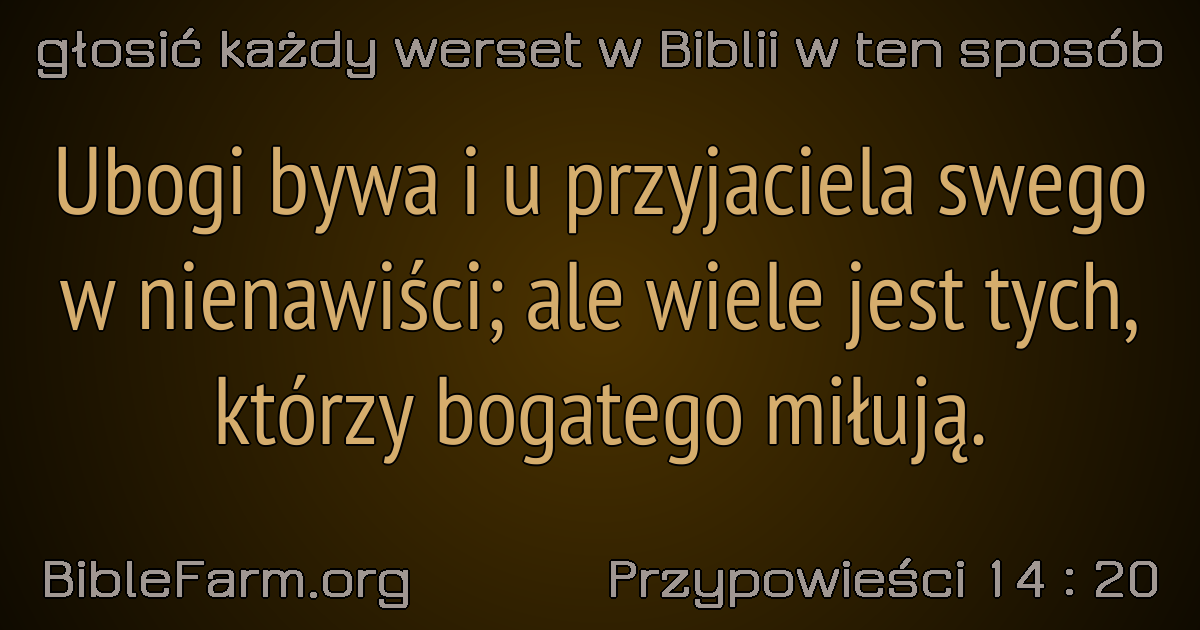 głosić każdy werset w Biblii w ten sposób
Ubogi bywa i u przyjaciela swego
w nienawiści; ale wiele jest tych,
którzy bogatego miłują.
BibleFarm.org
Przypowieści 14 : 20